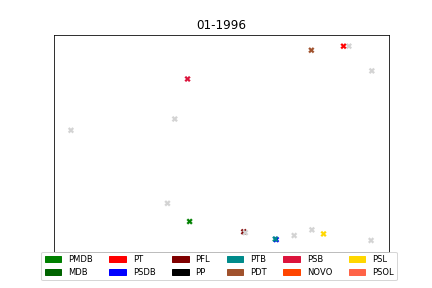 01-1996
PMDB PT PFL PTB PSB PSL
MDB PSDB PP PDT NOVO PSOL